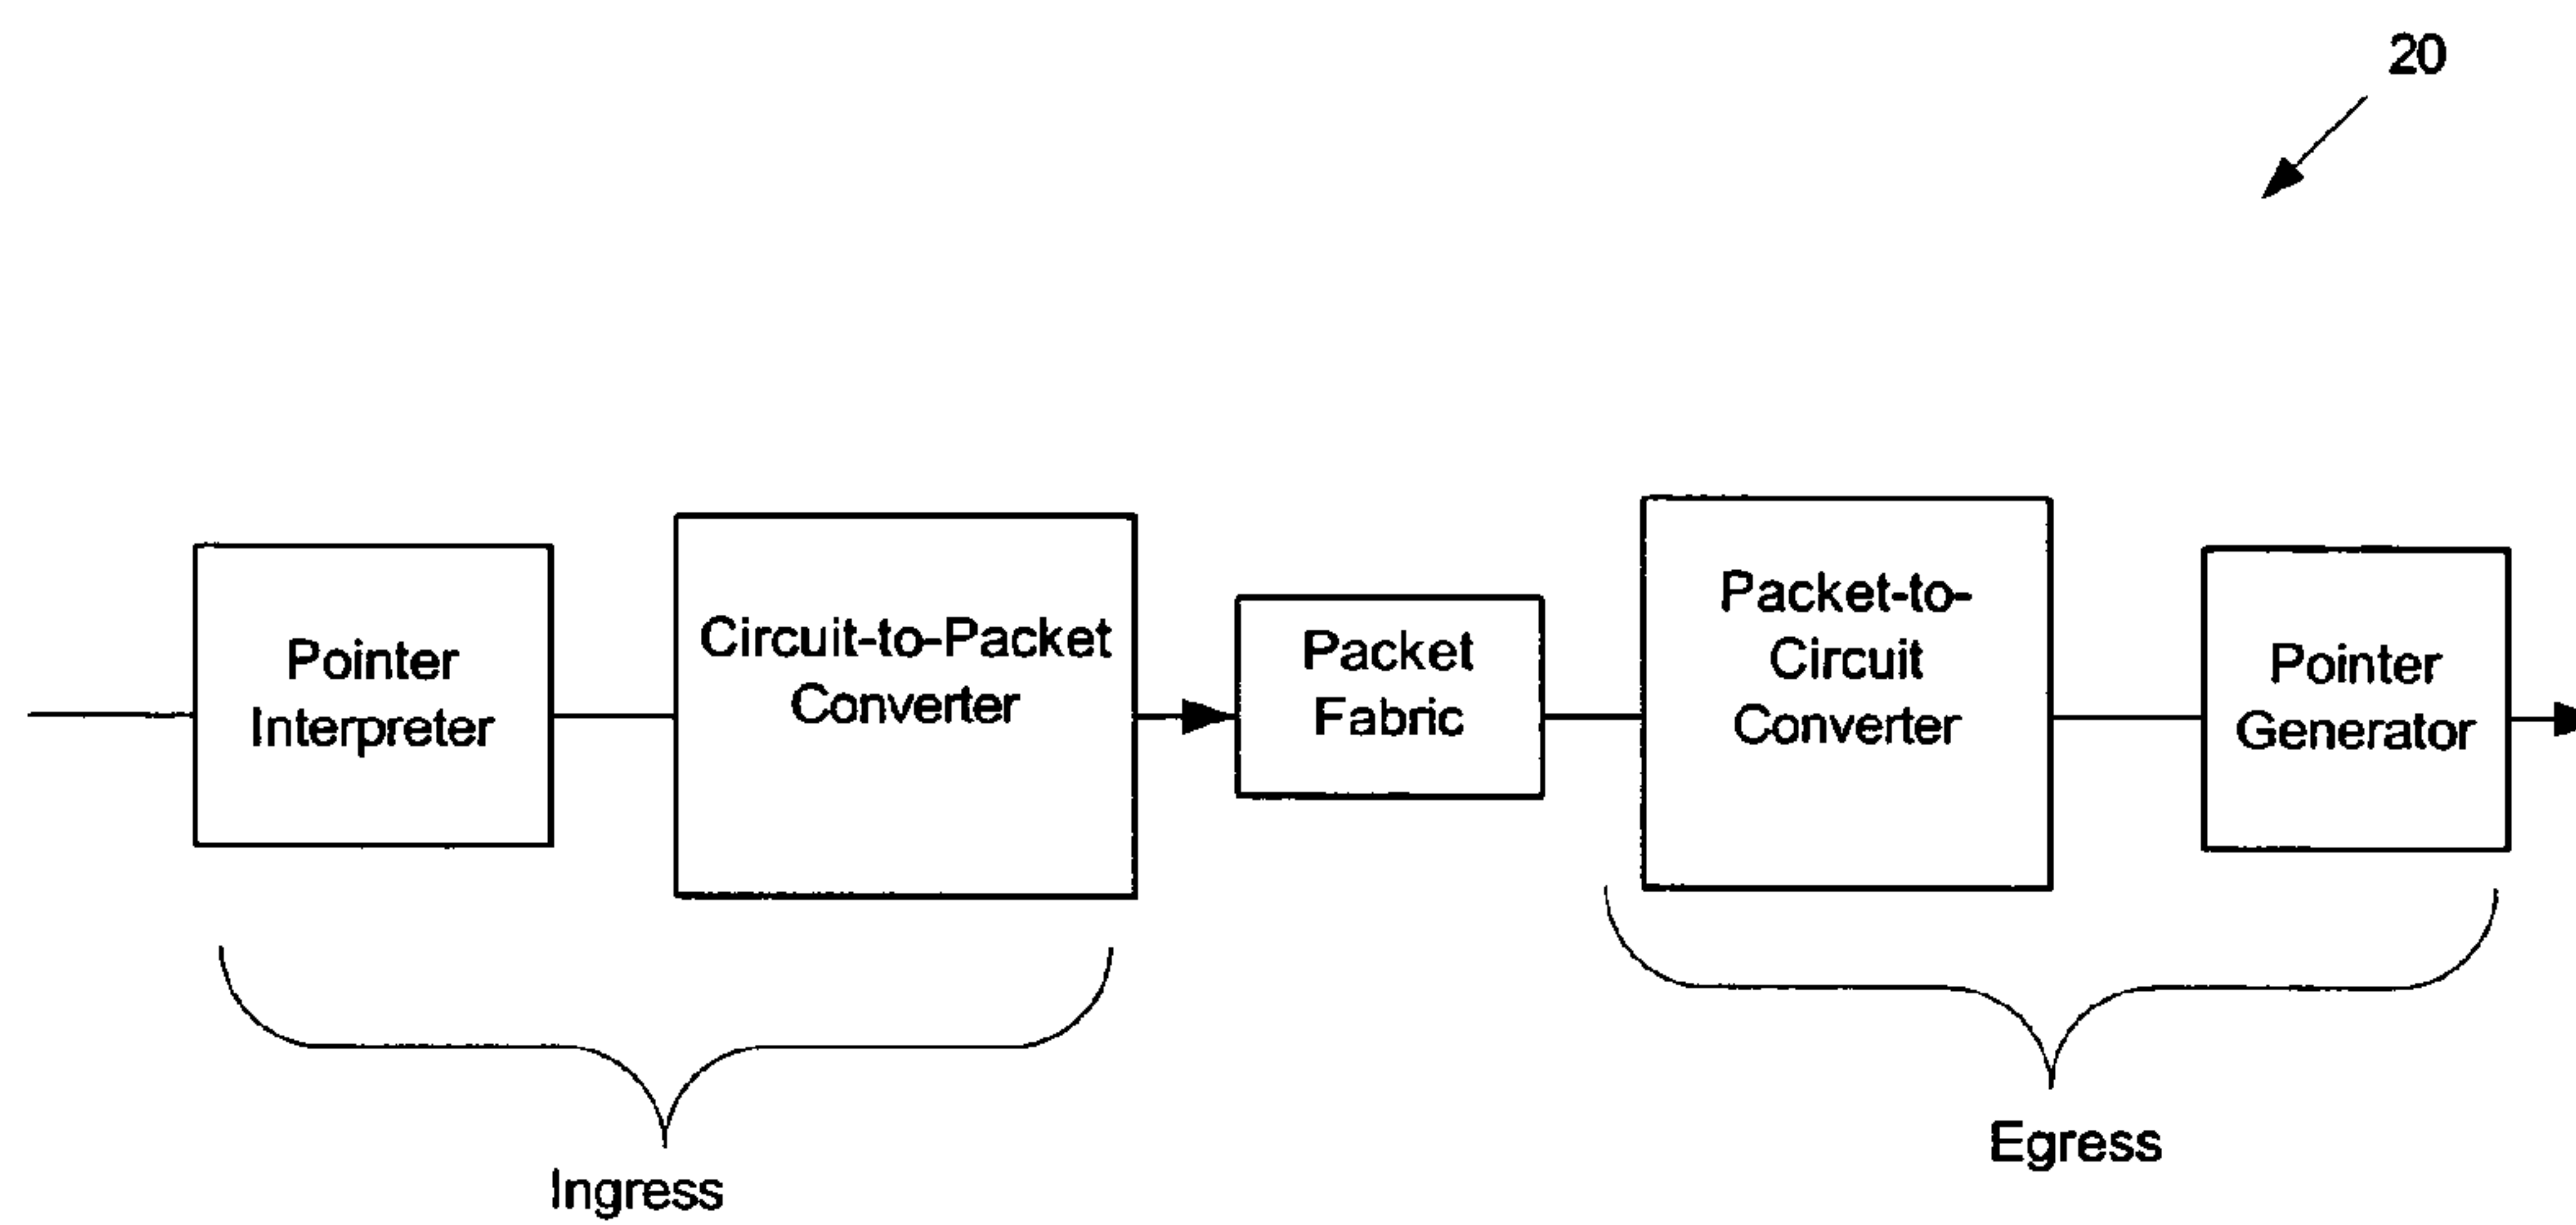 20
Pointer
Interpreter
Circuit-to-Packet
Converter
Packet
Fabric
Packet-to-
Circuit
Converter
Pointer
Generator
Ingress
Egress